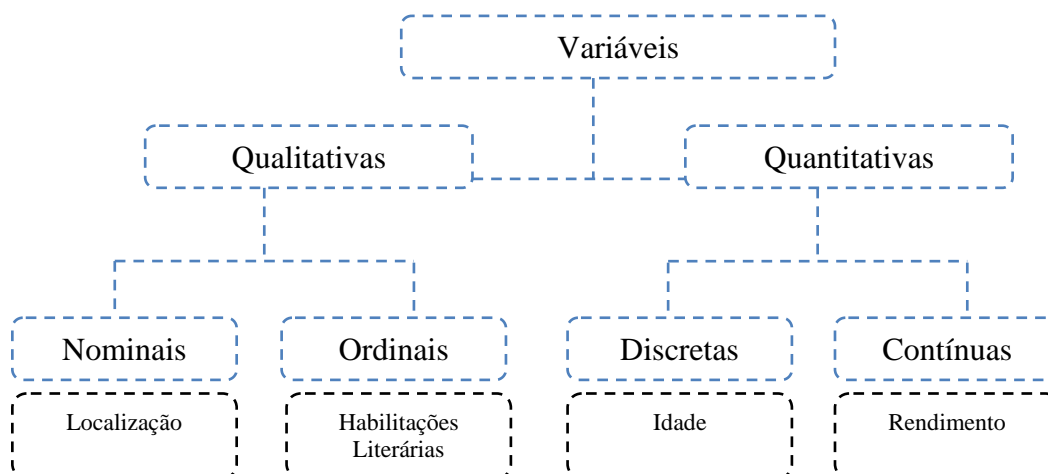 Variáveis
Qualitativas
Quantitativas
Nominais
Ordinais
Discretas
Contínuas
Localização
Habilitações
Literárias
Idade
Rendimento